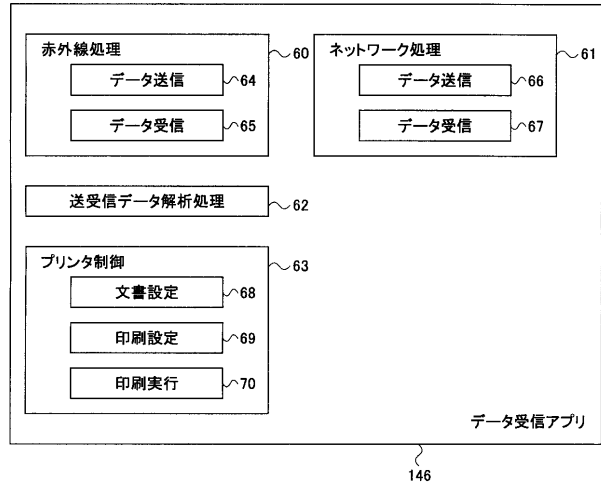 赤外線処理
60
データ送信
64
データ受信
65
ネットワーク処理
61
データ送信
66
データ受信
67
送受信データ解析処理
62
プリンタ制御
63
文書設定
68
印刷設定
69
印刷実行
70
データ受信アプリ
146